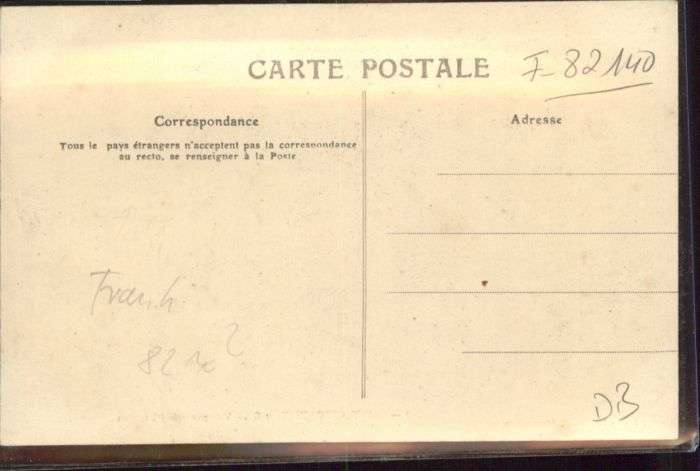 CARTE POSTALE
F-82140
Correspondance
Tous le pays étrangers n'acceptent pas la correspondance
au recto, se renseigner à la Poste
Adresse
?
DB